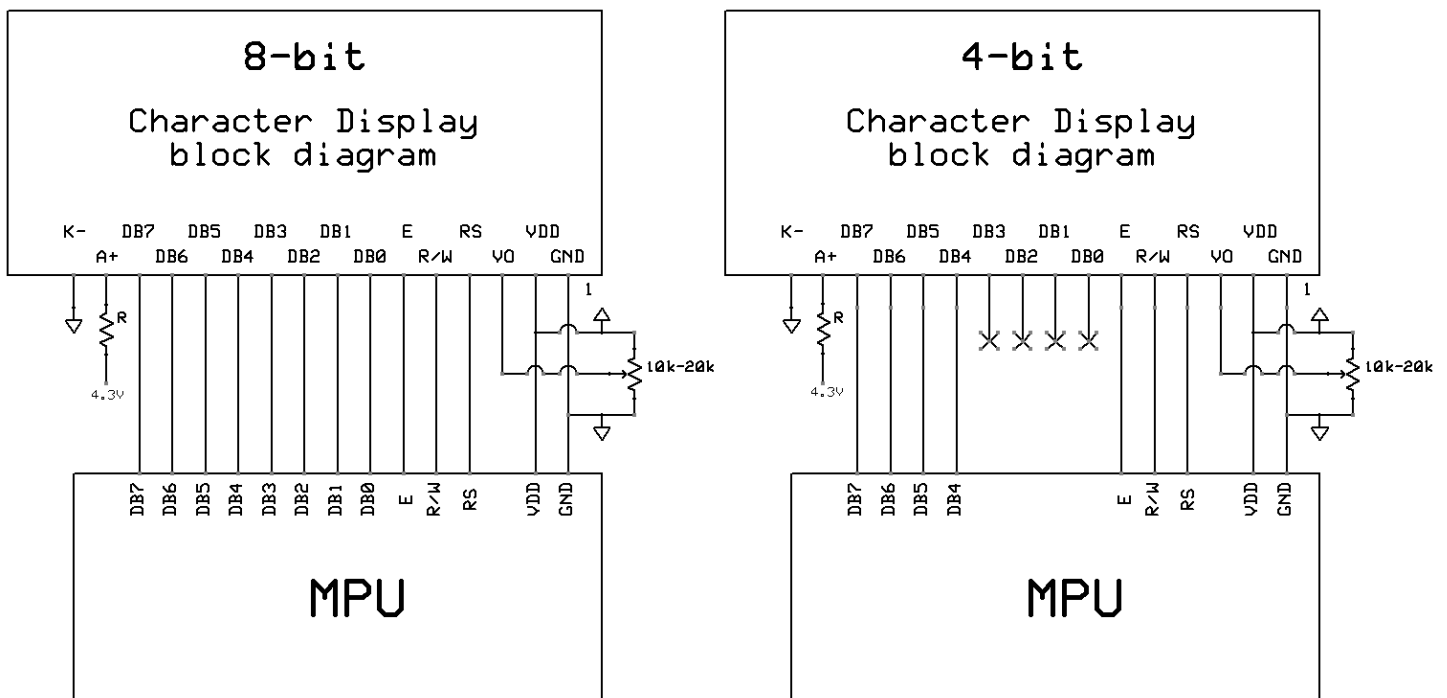 8-bit
Character Display
block diagram
K- DB7 DB5 DB3 DB1 E RS VDD
A+ DB6 DB4 DB2 DB0 R/W VO GND
1
R
10k-20k
4.3V
DB7 DB6 DB5 DB4 DB3 DB2 DB1 DB0 E R/W RS VDD GND
MPU
4-bit
Character Display
block diagram
K- DB7 DB5 DB3 DB1 E RS VDD
A+ DB6 DB4 DB2 DB0 R/W VO GND
1
R
10k-20k
4.3V
DB7 DB6 DB5 DB4 E R/W RS VDD GND
MPU